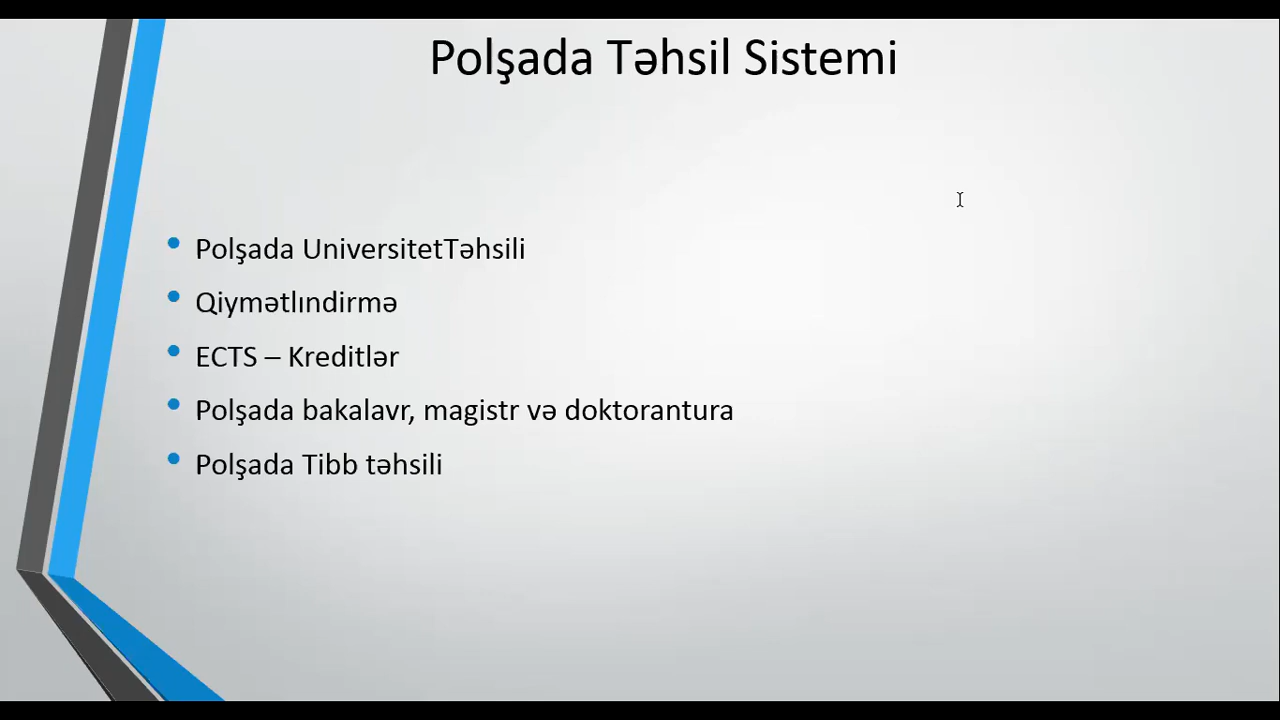 Polşada Təhsil Sistemi
• Polşada UniversitetTəhsili
• Qiymətlındirmə
• ECTS – Kreditlər
• Polşada bakalavr, magistr və doktorantura
• Polşada Tibb təhsili